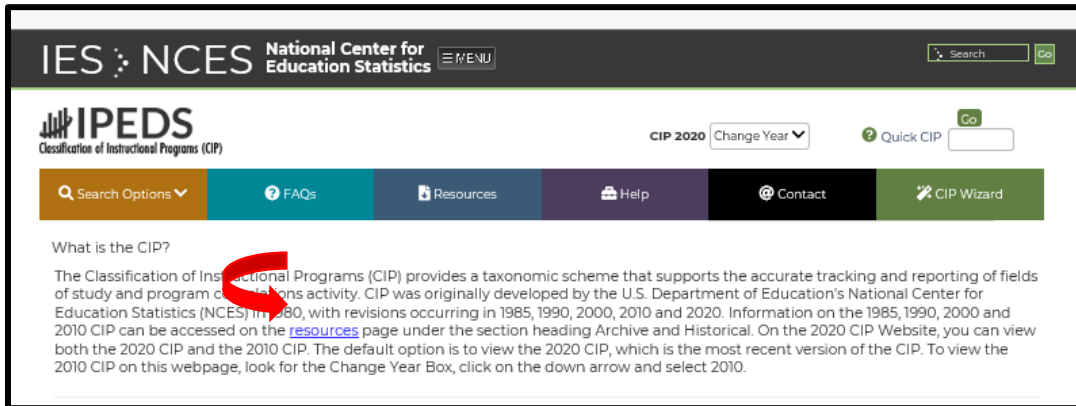 IES NCES National Center for Education Statistics MENU Search Go
IPEDS
Classification of Instructional Programs (CIP)
CIP 2020 Change Year Quick CIP Go
Search Options FAQs Resources Help Contact CIP Wizard
What is the CIP?
The Classification of Instructional Programs (CIP) provides a taxonomic scheme that supports the accurate tracking and reporting of fields
of study and program completions activity. CIP was originally developed by the U.S. Department of Education's National Center for
Education Statistics (NCES) in 1980, with revisions occurring in 1985, 1990, 2000, 2010 and 2020. Information on the 1985, 1990, 2000 and
2010 CIP can be accessed on the resources page under the section heading Archive and Historical. On the 2020 CIP Website, you can view
both the 2020 CIP and the 2010 CIP. The default option is to view the 2020 CIP, which is the most recent version of the CIP. To view the
2010 CIP on this webpage, look for the Change Year Box, click on the down arrow and select 2010.